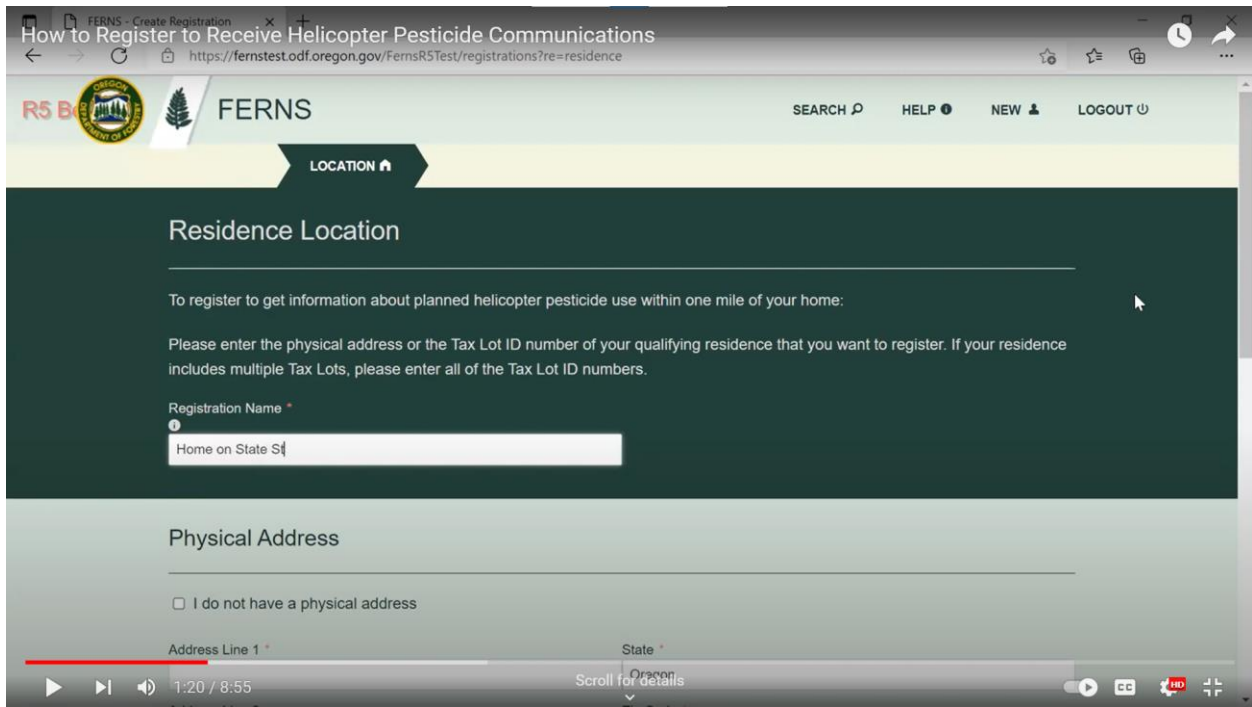 FERNS - Create Registration
How to Register to Receive Helicopter Pesticide Communications
https://fernstest.odf.oregon.gov/FernsR5Test/registrations?re=residence
R5 B
OREGON
FERNS
SEARCH
HELP
NEW
LOGOUT
LOCATION
Residence Location
To register to get information about planned helicopter pesticide use within one mile of your home:
Please enter the physical address or the Tax Lot ID number of your qualifying residence that you want to register. If your residence
includes multiple Tax Lots, please enter all of the Tax Lot ID numbers.
Registration Name *
Home on State St
Physical Address
I do not have a physical address
Address Line 1 *
State *
Oregon
Scroll for details
1:20 / 8:55
CC
HD